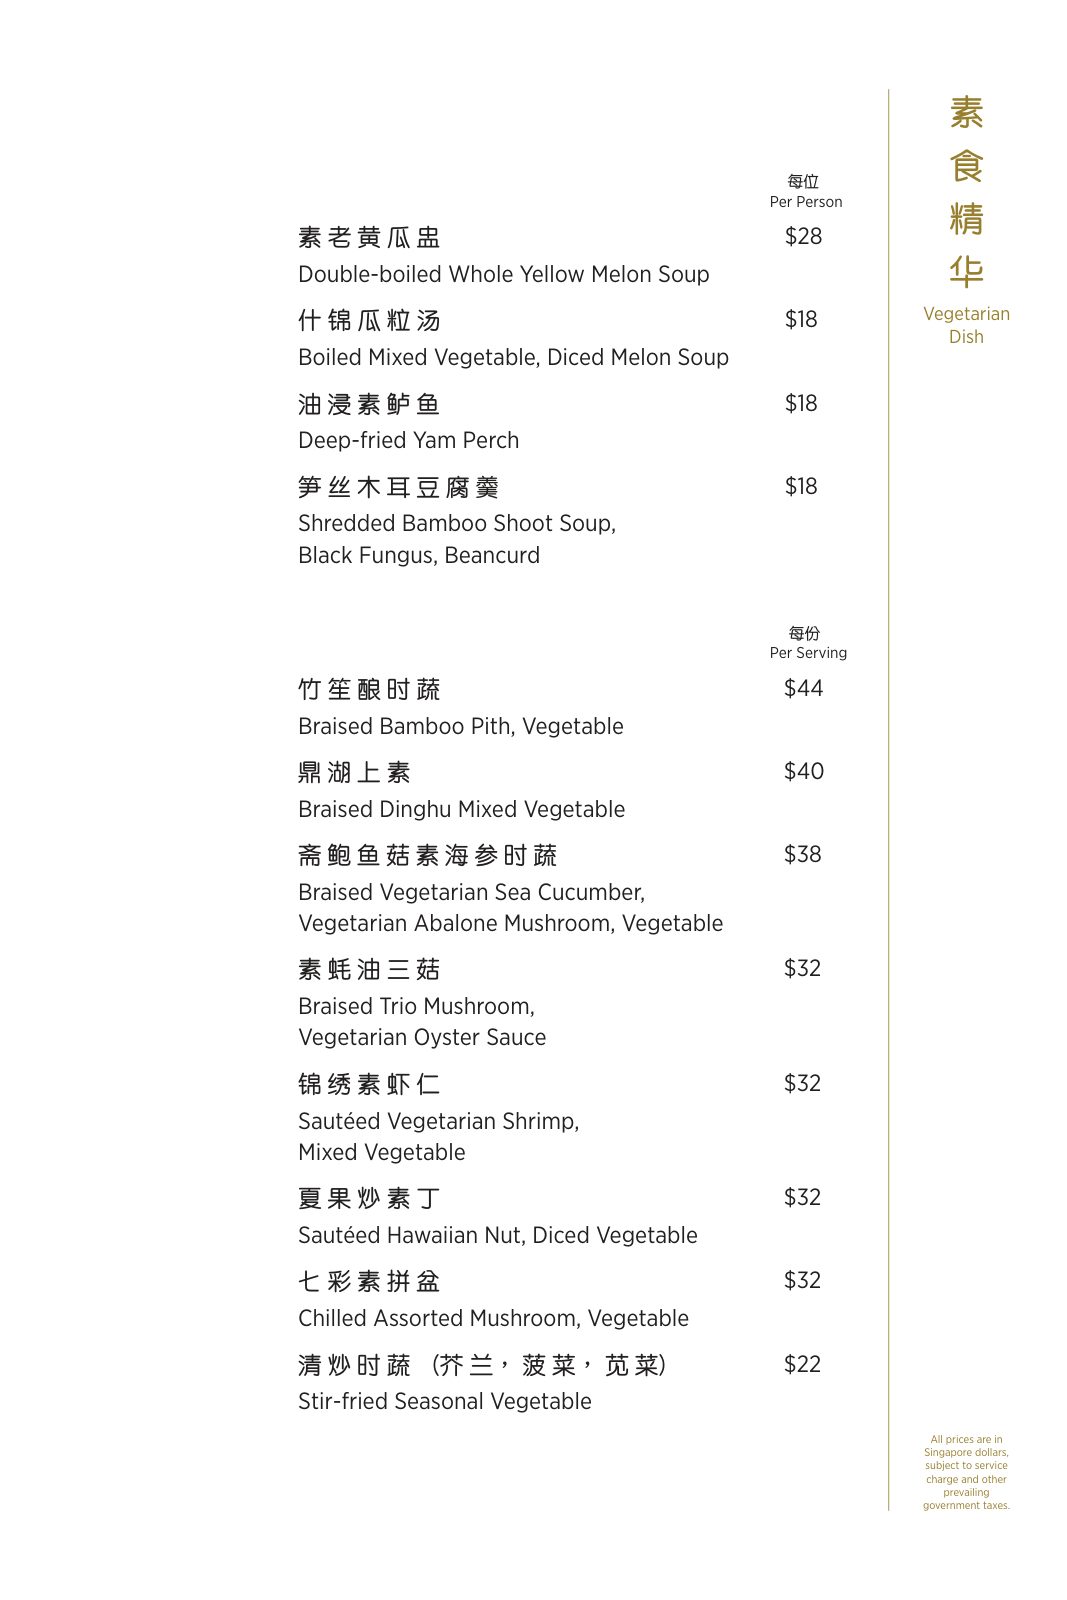 素食精华
Vegetarian
Dish
每位
Per Person
素老黄瓜盅 $28
Double-boiled Whole Yellow Melon Soup
什锦瓜粒汤 $18
Boiled Mixed Vegetable, Diced Melon Soup
油浸素鲈鱼 $18
Deep-fried Yam Perch
笋丝木耳豆腐羹 $18
Shredded Bamboo Shoot Soup,
Black Fungus, Beancurd
每份
Per Serving
竹笙酿时蔬 $44
Braised Bamboo Pith, Vegetable
鼎湖上素 $40
Braised Dinghu Mixed Vegetable
斋鲍鱼菇素海参时蔬 $38
Braised Vegetarian Sea Cucumber,
Vegetarian Abalone Mushroom, Vegetable
素蚝油三菇 $32
Braised Trio Mushroom,
Vegetarian Oyster Sauce
锦绣素虾仁 $32
Sautéed Vegetarian Shrimp,
Mixed Vegetable
夏果炒素丁 $32
Sautéed Hawaiian Nut, Diced Vegetable
七彩素拼盆 $32
Chilled Assorted Mushroom, Vegetable
清炒时蔬 (芥兰，菠菜，苋菜) $22
Stir-fried Seasonal Vegetable
All prices are in
Singapore dollars,
subject to service
charge and other
prevailing
government taxes.